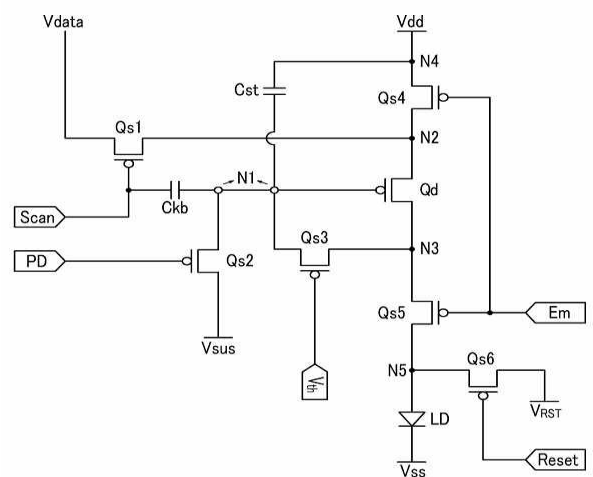 Vdata
Vdd
N4
Cst
Qs4
Qs1
N2
N1
Qd
Ckb
Scan
Qs3
N3
PD
Qs2
Qs5
Em
Vsus
Vth
N5
Qs6
VRST
LD
Vss
Reset